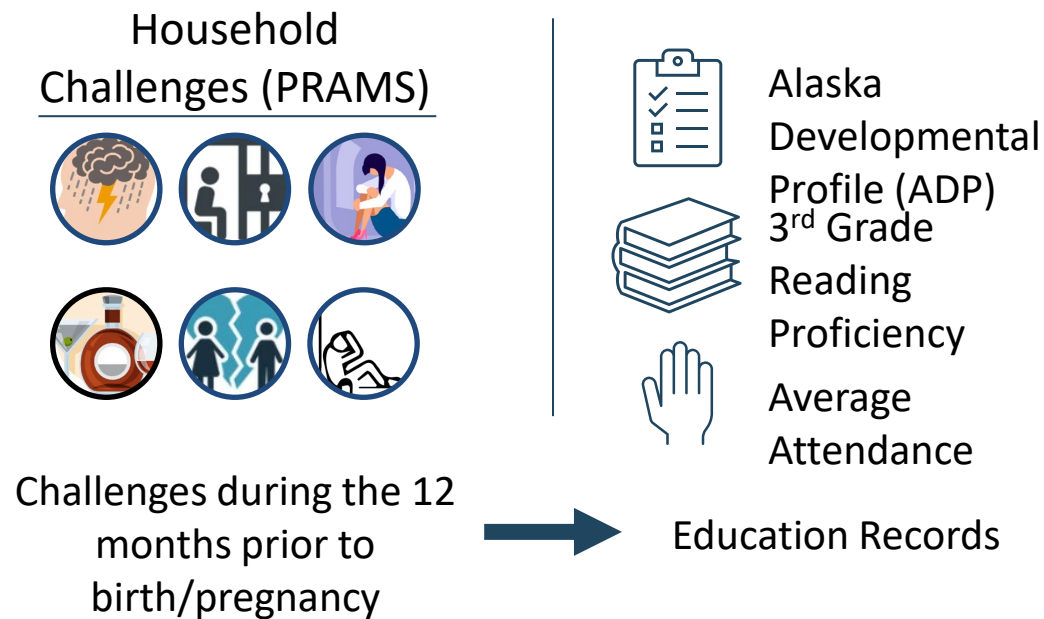 Household
Challenges (PRAMS)
Challenges during the 12
months prior to
birth/pregnancy
Alaska
Developmental
Profile (ADP)
3rd Grade
Reading
Proficiency
Average
Attendance
Education Records